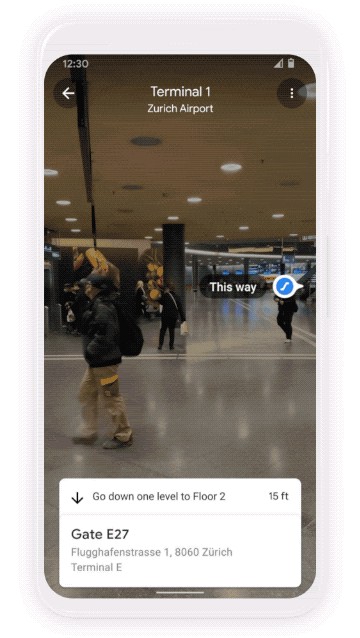 12:30
Terminal 1
Zurich Airport
This way
Go down one level to Floor 2 15 ft
Gate E27
Flugghafenstrasse 1, 8060 Zürich
Terminal E